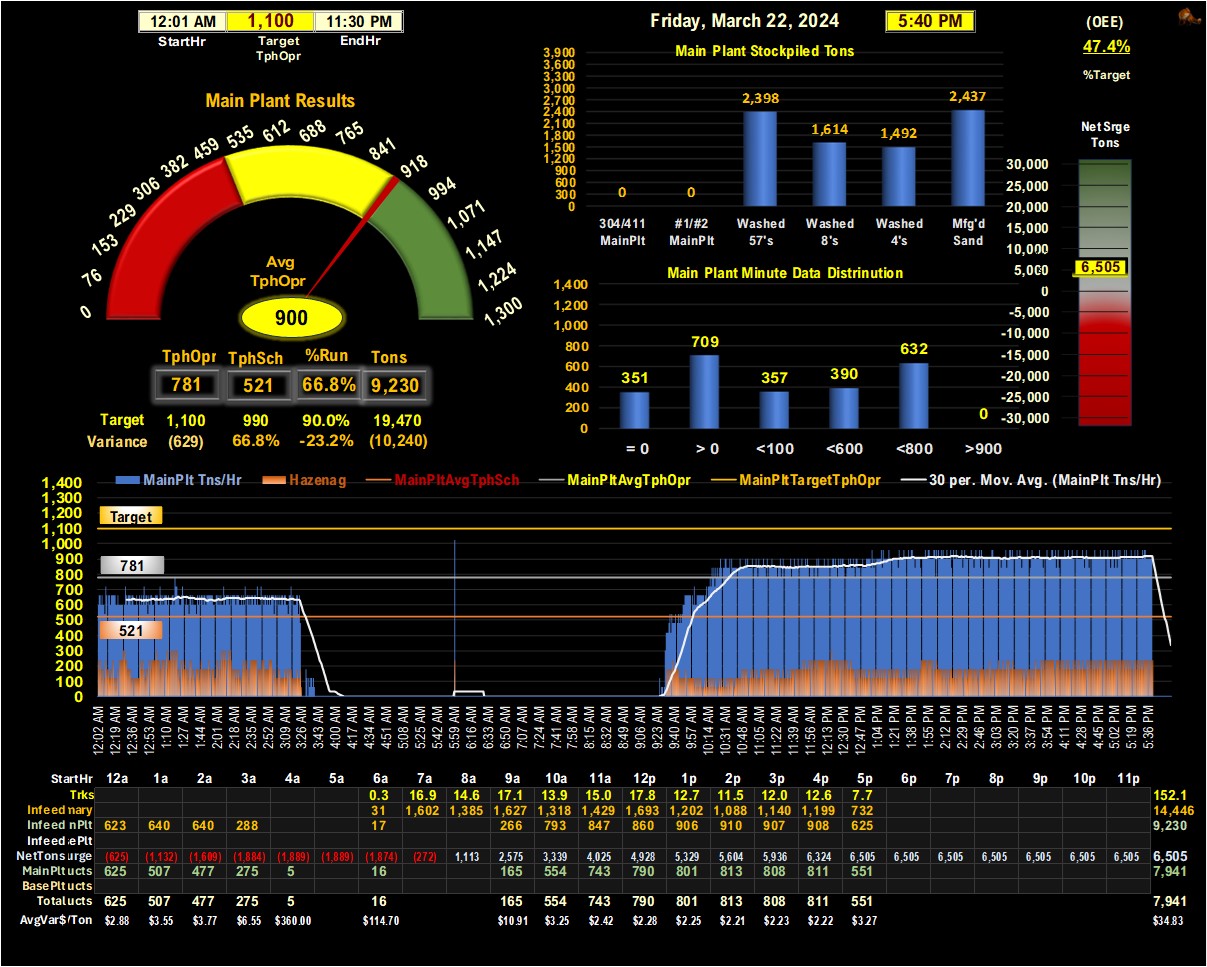 12:01 AM 1,100 11:30 PM
StartHr Target TphOpr EndHr
Friday, March 22, 2024 5:40 PM
(OEE)
47.4%
%Target
Main Plant Results
0 76 153 229 306 382 459 535 612 688 765 841 918 994 1,071 1,147 1,224 1,300
Avg
TphOpr
900
TphOpr TphSch %Run Tons
781 521 66.8% 9,230
Target 1,100 990 90.0% 19,470
Variance (629) 66.8% -23.2% (10,240)
Main Plant Stockpiled Tons
3,900
3,600
3,300
3,000
2,700
2,400
2,100
1,800
1,500
1,200
900
600
300
0
0 0 2,398 1,614 1,492 2,437
304/411 #1/#2 Washed Washed Washed Mfg'd
MainPlt MainPlt 57's 8's 4's Sand
Main Plant Minute Data Distrinution
1,400
1,200
1,000
800
600
400
200
0
351 709 357 390 632 0
= 0 > 0 <100 <600 <800 >900
Net Srge
Tons
30,000
25,000
20,000
15,000
10,000
5,000
0
-5,000
-10,000
-15,000
-20,000
-25,000
-30,000
6,505
MainPlt Tns/Hr Hazenag MainPltAvgTphSch MainPltAvgTphOpr MainPltTargetTphOpr 30 per. Mov. Avg. (MainPlt Tns/Hr)
1,400
1,300
1,200
1,100
1,000
900
800
700
600
500
400
300
200
100
0
Target
781
521
12:02 AM 12:19 AM 12:36 AM 12:53 AM 1:10 AM 1:27 AM 1:44 AM 2:01 AM 2:18 AM 2:35 AM 2:52 AM 3:09 AM 3:26 AM 3:43 AM 4:00 AM 4:17 AM 4:34 AM 4:51 AM 5:08 AM 5:25 AM 5:42 AM 5:59 AM 6:16 AM 6:33 AM 6:50 AM 7:07 AM 7:24 AM 7:41 AM 7:58 AM 8:15 AM 8:32 AM 8:49 AM 9:06 AM 9:23 AM 9:40 AM 10:14 AM 10:31 AM 10:48 AM 11:05 AM 11:22 AM 11:39 AM 11:56 AM 12:13 PM 12:30 PM 12:47 PM 1:04 PM 1:21 PM 1:38 PM 1:55 PM 2:12 PM 2:29 PM 2:46 PM 3:03 PM 3:20 PM 3:37 PM 3:54 PM 4:11 PM 4:28 PM 4:45 PM 5:02 PM 5:19 PM 5:36 PM
StartHr 12a 1a 2a 3a 4a 5a 6a 7a 8a 9a 10a 11a 12p 1p 2p 3p 4p 5p 6p 7p 8p 9p 10p 11p
Trks 0.3 16.9 14.6 17.1 13.9 15.0 17.8 12.7 11.5 12.0 12.6 7.7 152.1
Infeed nary 31 1,602 1,385 1,627 1,318 1,429 1,693 1,202 1,088 1,140 1,199 732 14,446
Infeed nPlt 623 640 640 288 17 266 793 847 860 906 910 907 908 625 9,230
Infeed ePlt
NetTons urge (625) (1,132) (1,609) (1,884) (1,889) (1,889) (1,874) (272) 1,113 2,575 3,339 4,025 4,928 5,329 5,604 5,936 6,324 6,505 6,505 6,505 6,505 6,505 6,505 6,505 6,505
MainPlt ucts 625 507 477 275 5 16 165 554 743 790 801 813 808 811 551 7,941
BasePlt ucts
Total ucts 625 507 477 275 5 16 165 554 743 790 801 813 808 811 551 7,941
AvgVar$/Ton $2.88 $3.55 $3.77 $6.55 $360.00 $114.70 $10.91 $3.25 $2.42 $2.28 $2.25 $2.21 $2.23 $2.22 $3.27 $34.83